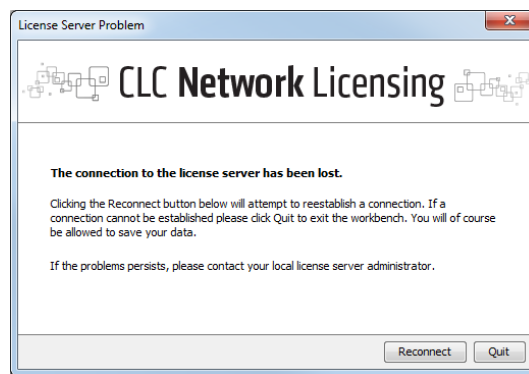 License Server Problem
CLC Network Licensing
The connection to the license server has been lost.
Clicking the Reconnect button below will attempt to reestablish a connection. If a
connection cannot be established please click Quit to exit the workbench. You will of course
be allowed to save your data.
If the problems persists, please contact your local license server administrator.
Reconnect Quit